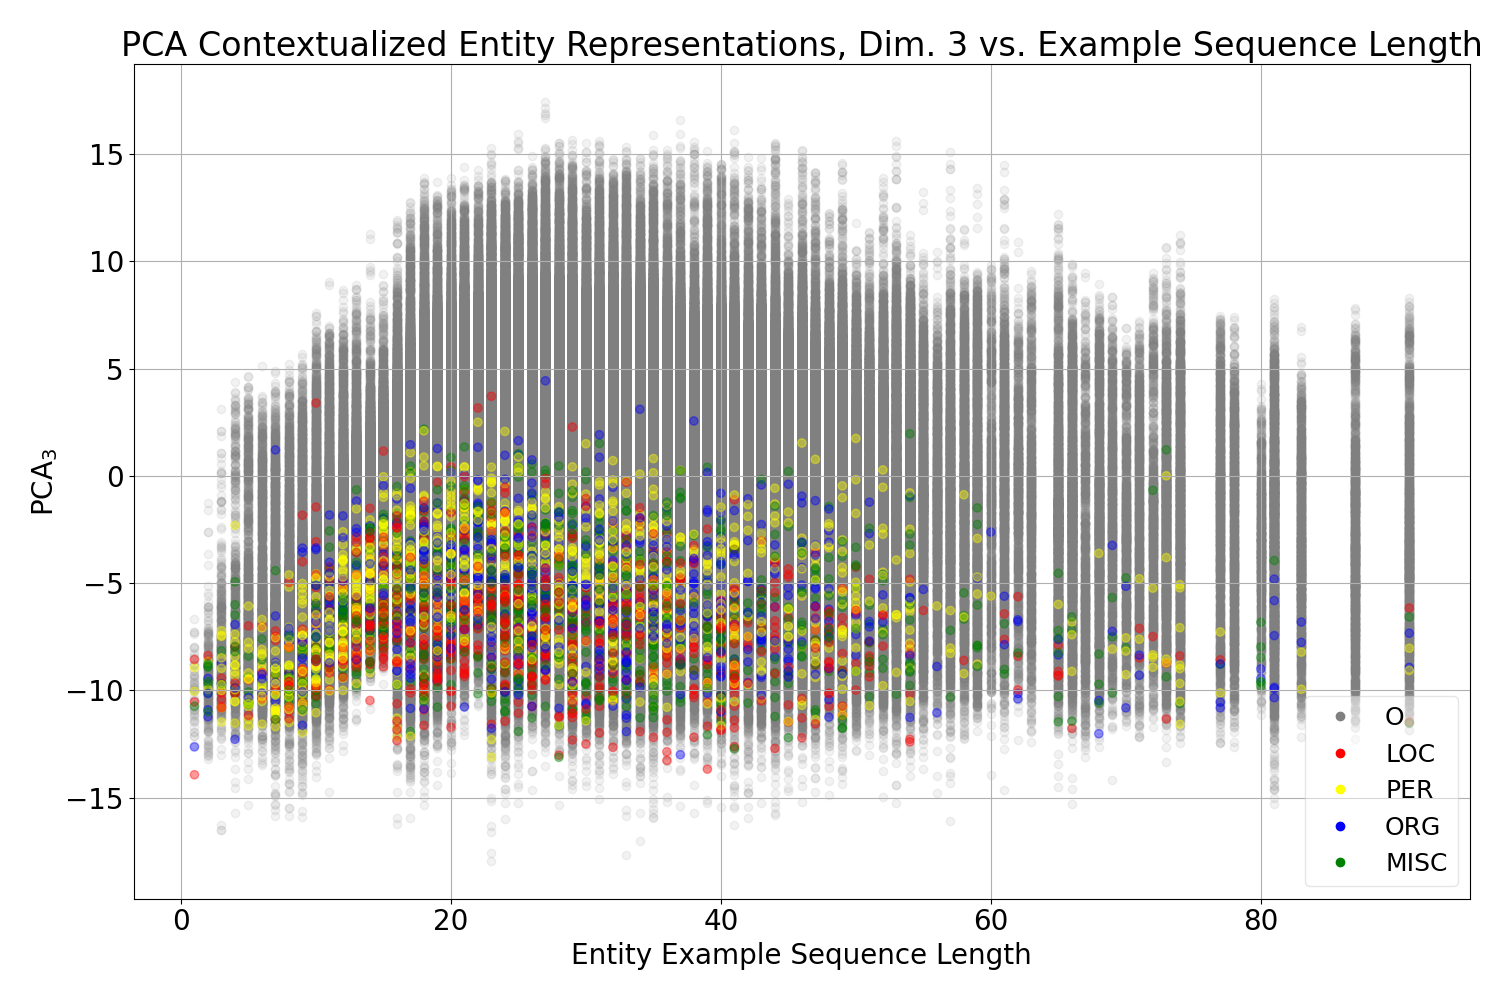 PCA Contextualized Entity Representations, Dim. 3 vs. Example Sequence Length
PCA₃
15
10
5
0
−5
−10
−15
0 20 40 60 80
Entity Example Sequence Length
O
LOC
PER
ORG
MISC